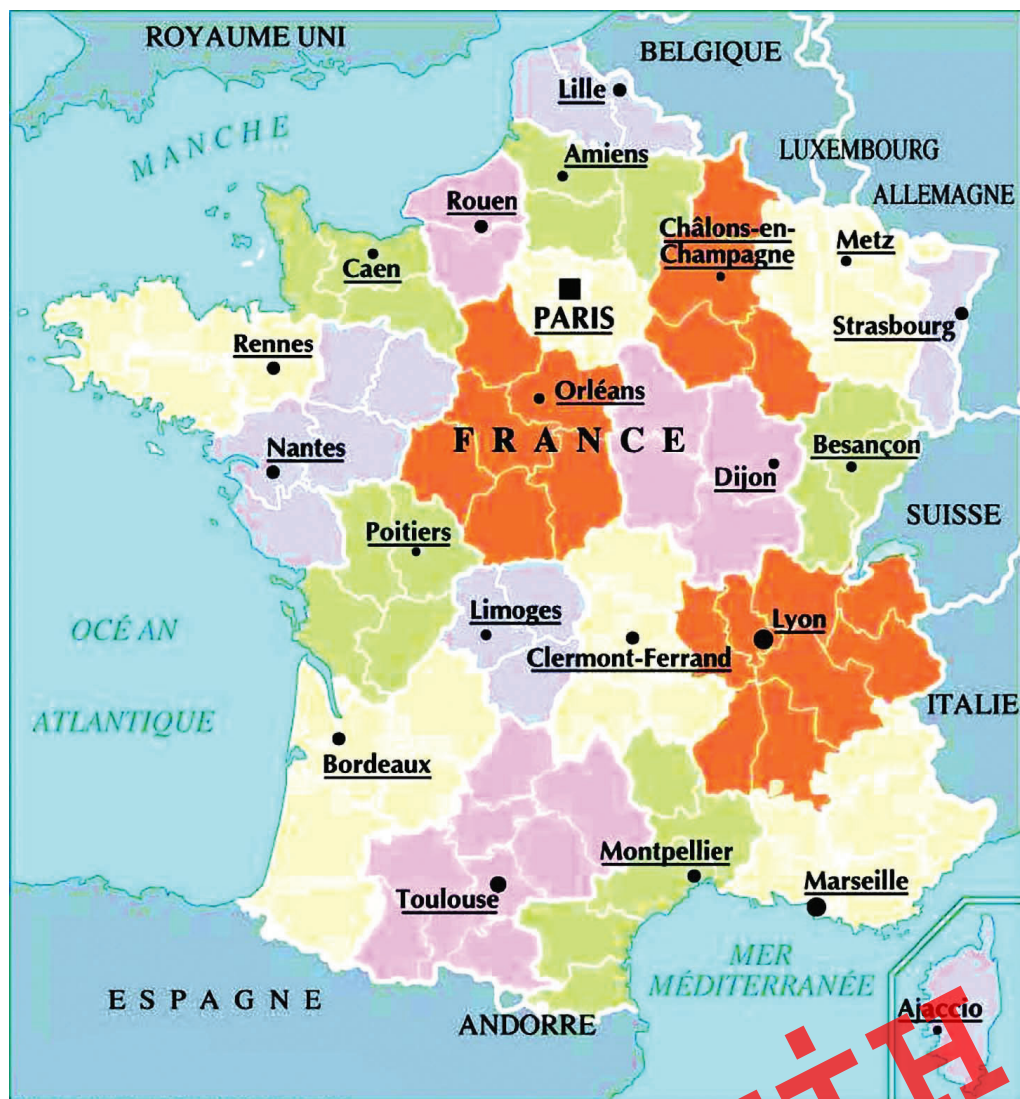 ROYAUME UNI
BELGIQUE
Lille
MANCHE
LUXEMBOURG
Amiens
ALLEMAGNE
Rouen
Châlons-en-
Champagne
Metz
Caen
PARIS
Strasbourg
Rennes
Orléans
FRANCE
Nantes
Besançon
Dijon
SUISSE
Poitiers
OCÉ AN
ATLANTIQUE
Limoges
Lyon
Clermont-Ferrand
ITALIE
Bordeaux
Montpellier
Toulouse
Marseille
MER
MÉDITERRANÉE
ESPAGNE
ANDORRE
Ajaccio